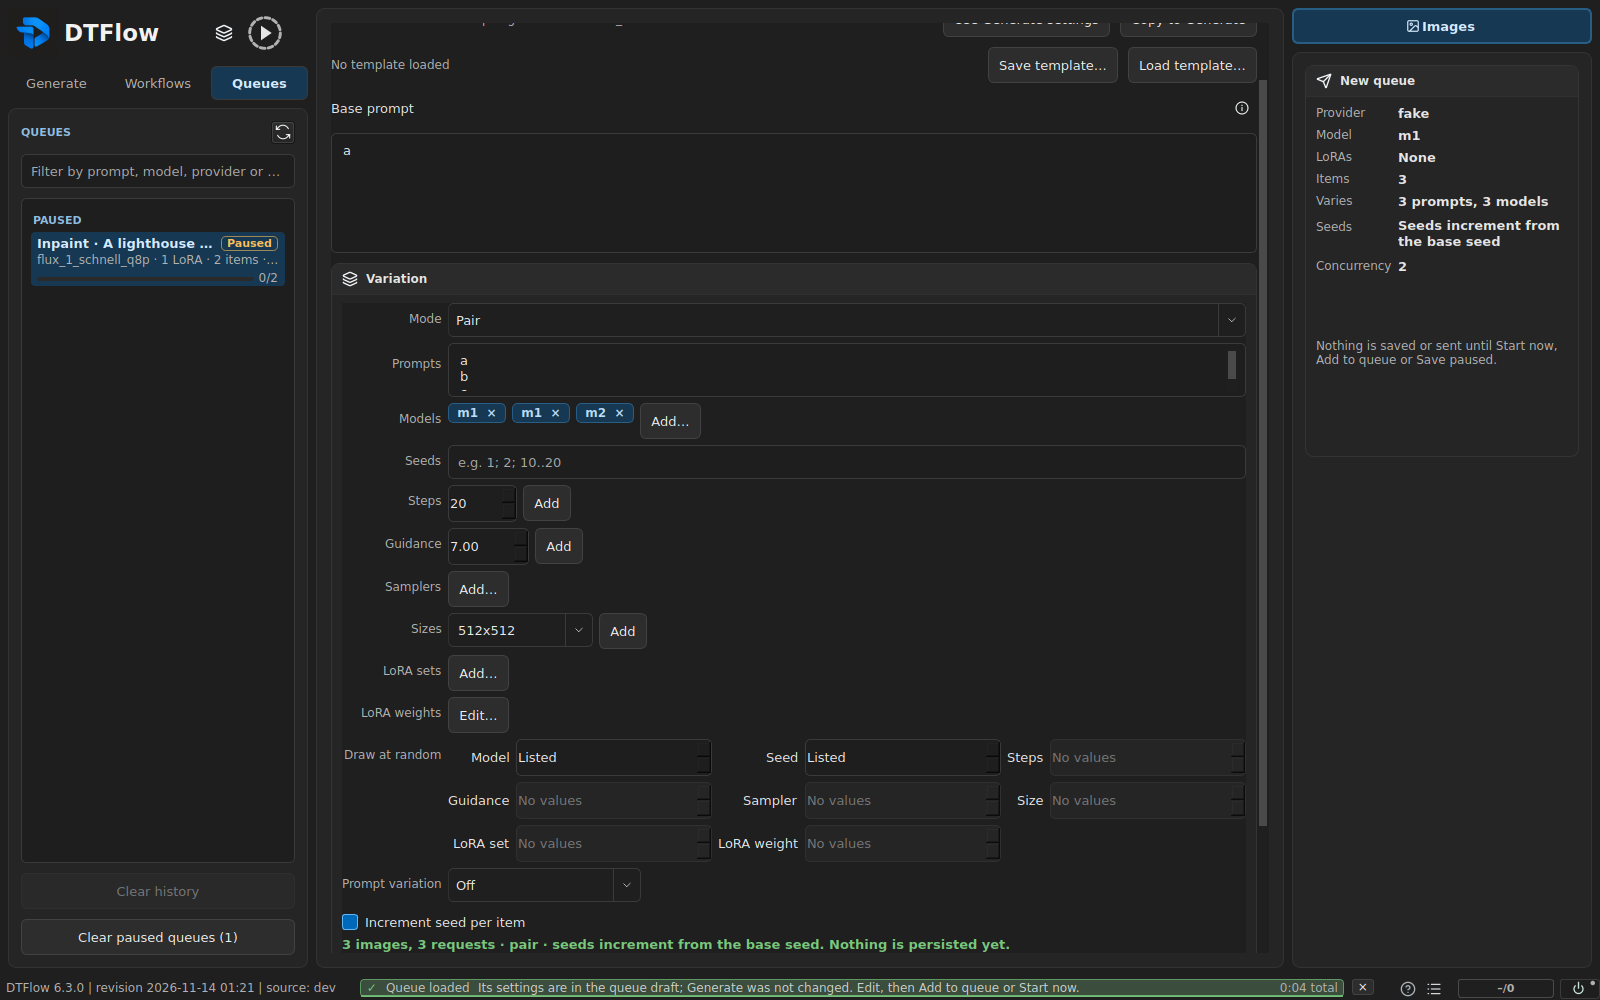 DTFlow
Generate
Workflows
Queues
QUEUES
Filter by prompt, model, provider or ...
PAUSED
Inpaint · A lighthouse ...
Paused
flux_1_schnell_q8p · 1 LoRA · 2 items ·...
0/2
Clear history
Clear paused queues (1)
No template loaded
Save template...
Load template...
Base prompt
a
Variation
Mode
Pair
Prompts
a
b
Models
m1 ×
m1 ×
m2 ×
Add...
Seeds
e.g. 1; 2; 10..20
Steps
20
Add
Guidance
7.00
Add
Samplers
Add...
Sizes
512x512
Add
LoRA sets
Add...
LoRA weights
Edit...
Draw at random
Model
Listed
Seed
Listed
Steps
No values
Guidance
No values
Sampler
No values
Size
No values
LoRA set
No values
LoRA weight
No values
Prompt variation
Off
Increment seed per item
3 images, 3 requests · pair · seeds increment from the base seed. Nothing is persisted yet.
Images
New queue
Provider
fake
Model
m1
LoRAs
None
Items
3
Varies
3 prompts, 3 models
Seeds
Seeds increment from
the base seed
Concurrency
2
Nothing is saved or sent until Start now,
Add to queue or Save paused.
DTFlow 6.3.0 | revision 2026-11-14 01:21 | source: dev
✓ Queue loaded Its settings are in the queue draft; Generate was not changed. Edit, then Add to queue or Start now.
0:04 total
–/0